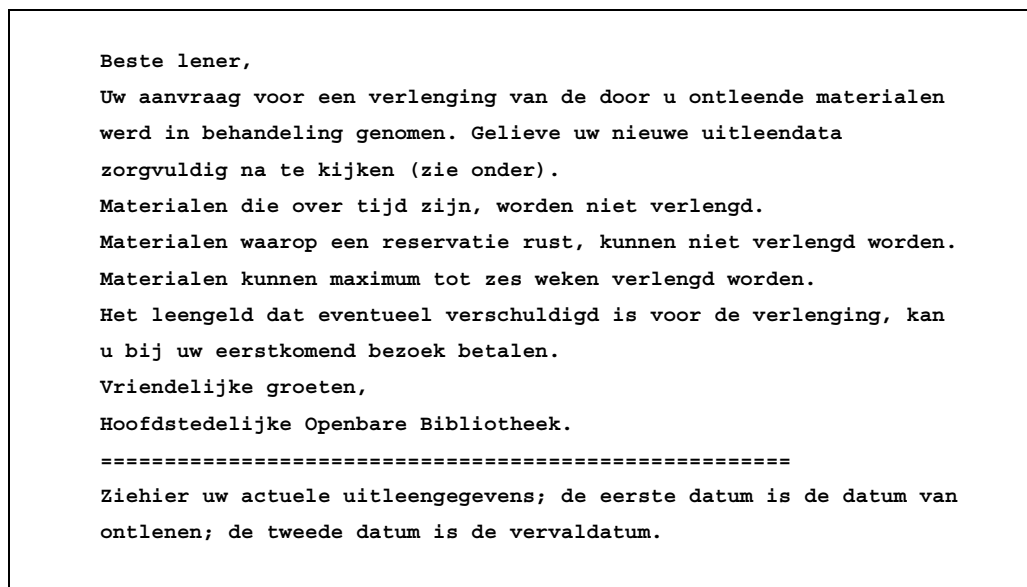 Beste lener,
Uw aanvraag voor een verlenging van de door u ontleende materialen
werd in behandeling genomen. Gelieve uw nieuwe uitleendata
zorgvuldig na te kijken (zie onder).
Materialen die over tijd zijn, worden niet verlengd.
Materialen waarop een reservatie rust, kunnen niet verlengd worden.
Materialen kunnen maximum tot zes weken verlengd worden.
Het leengeld dat eventueel verschuldigd is voor de verlenging, kan
u bij uw eerstkomend bezoek betalen.
Vriendelijke groeten,
Hoofdstedelijke Openbare Bibliotheek.
======================================================
Ziehier uw actuele uitleengegevens; de eerste datum is de datum van
ontlenen; de tweede datum is de vervaldatum.